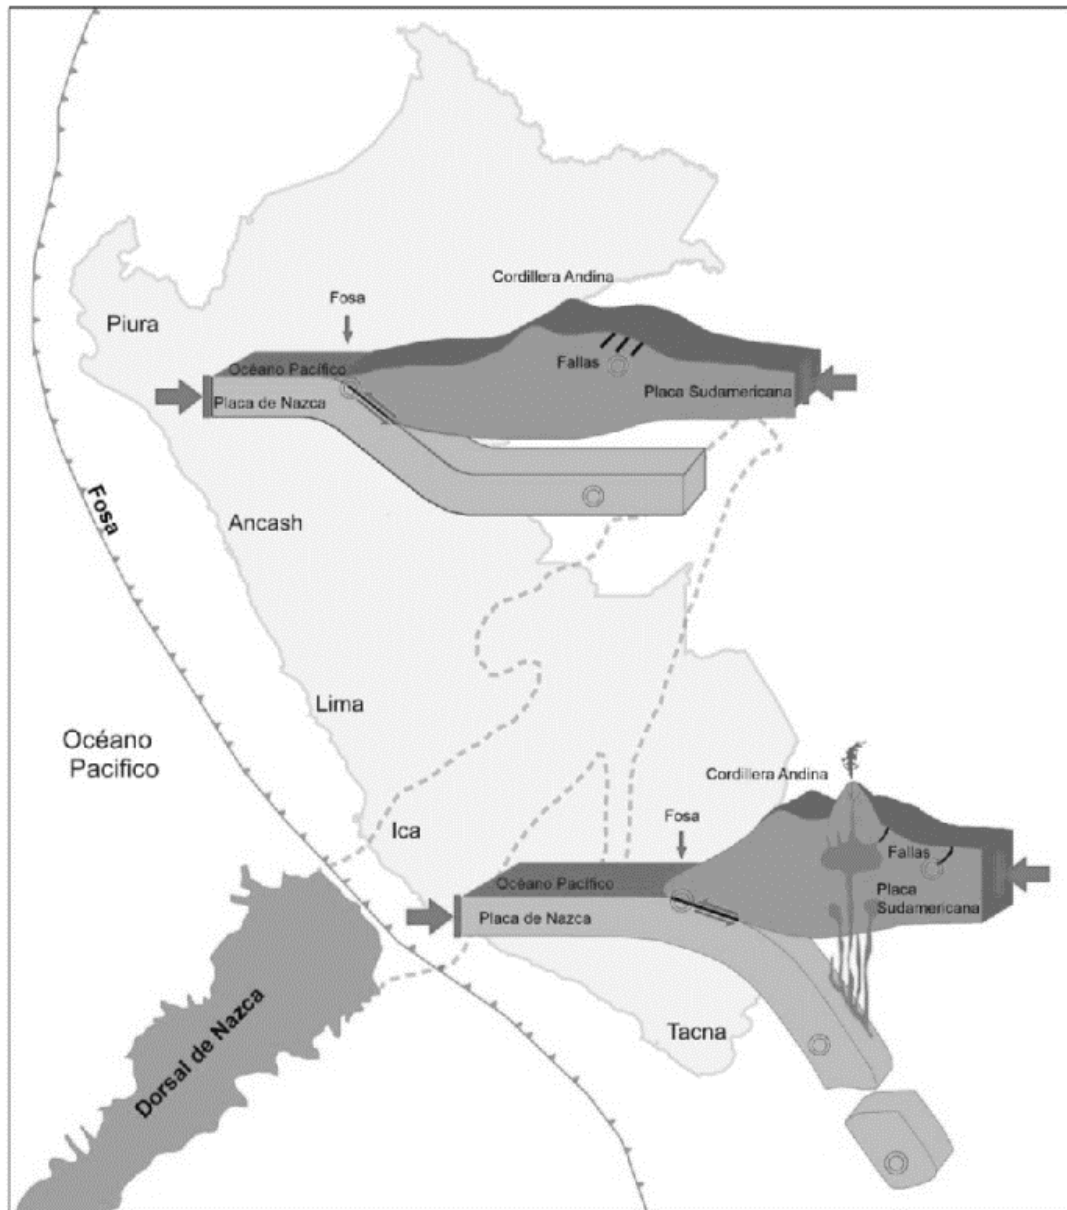 Cordillera Andina
Fosa
Piura
Fallas
Océano Pacífico
Placa Sudamericana
Placa de Nazca
Fosa
Ancash
Lima
Océano
Pacifico
Cordillera Andina
Fosa
Ica
Fallas
Océano Pacífico
Placa
Sudamericana
Placa de Nazca
Dorsal de Nazca
Tacna